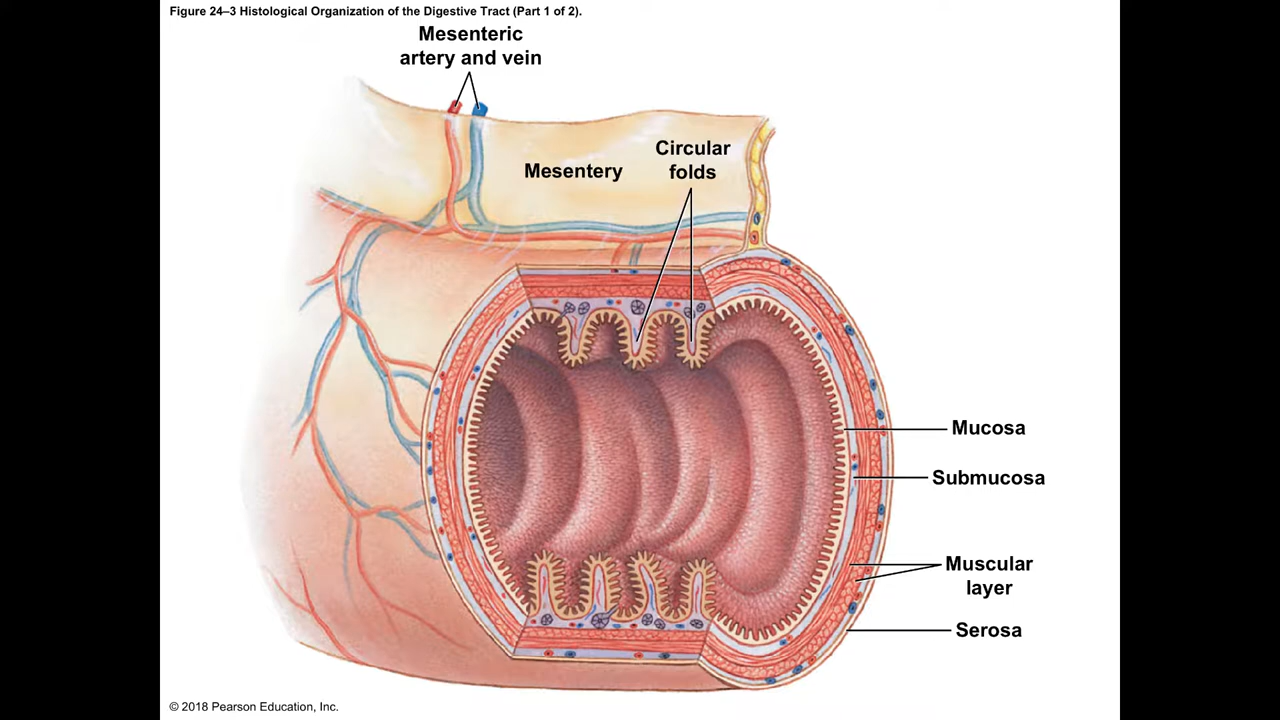 Figure 24–3 Histological Organization of the Digestive Tract (Part 1 of 2).
Mesenteric
artery and vein
Circular
folds
Mesentery
Mucosa
Submucosa
Muscular
layer
Serosa
© 2018 Pearson Education, Inc.